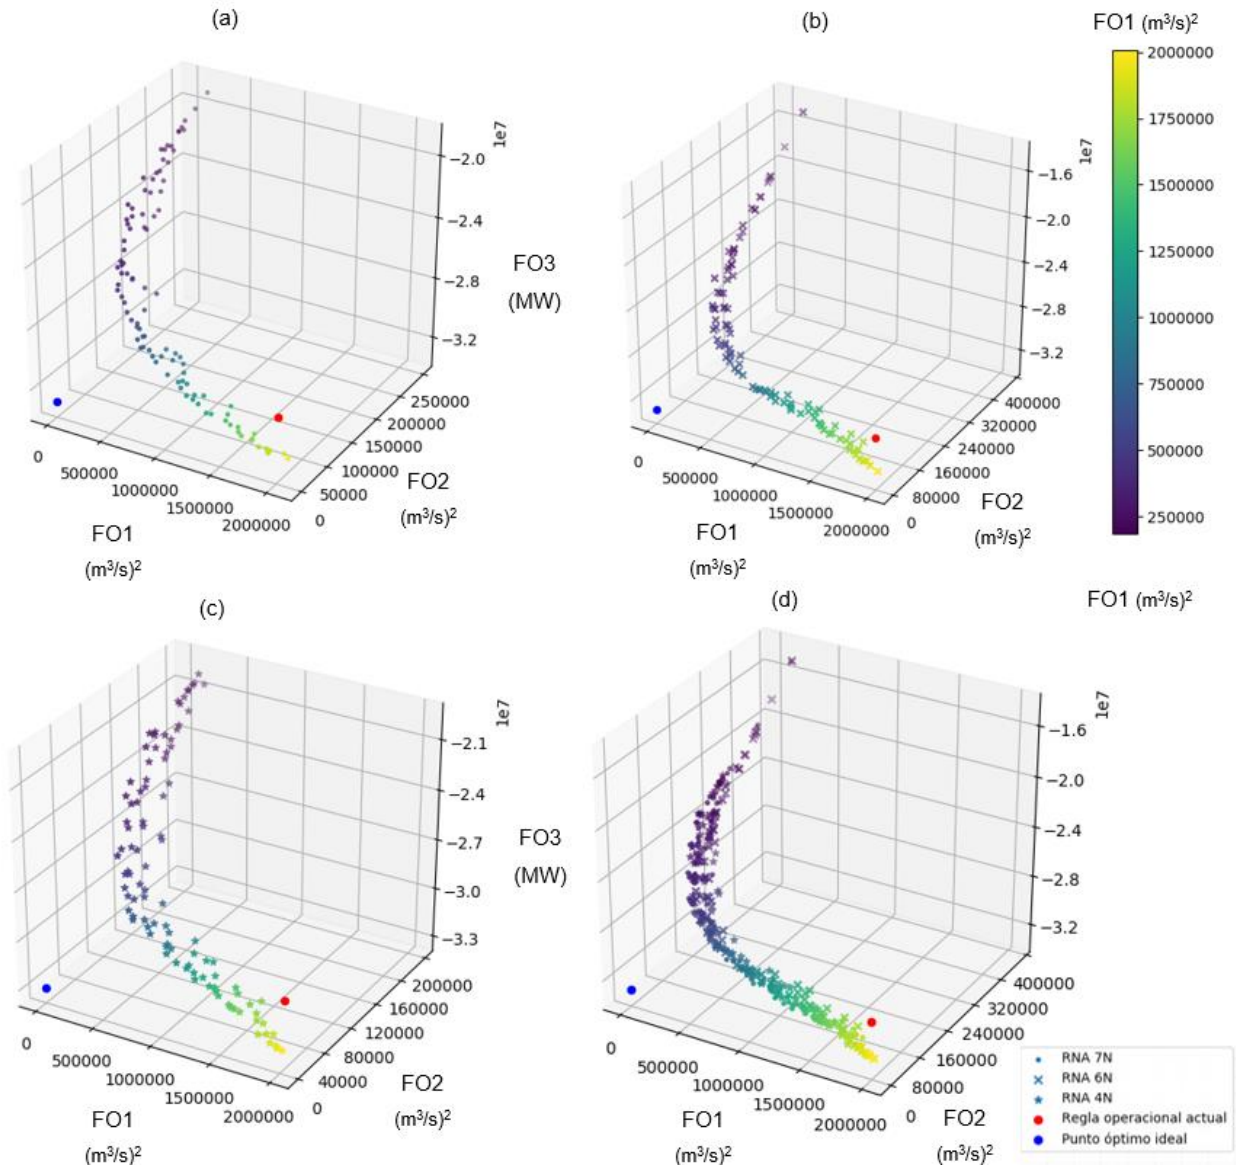 (a)
1e7
−2.0
−2.4
−2.8
−3.2
FO3
(MW)
250000
200000
150000
100000
50000
0
FO2
(m³/s)²
0
500000
1000000
1500000
2000000
FO1
(m³/s)²
(b)
1e7
−1.6
−2.0
−2.4
−2.8
−3.2
400000
320000
240000
160000
80000
0
FO2
(m³/s)²
0
500000
1000000
1500000
2000000
FO1
(m³/s)²
FO1 (m³/s)²
2000000
1750000
1500000
1250000
1000000
750000
500000
250000
(c)
1e7
−2.1
−2.4
−2.7
−3.0
−3.3
FO3
(MW)
200000
160000
120000
80000
40000
0
FO2
(m³/s)²
0
500000
1000000
1500000
2000000
FO1
(m³/s)²
(d)
FO1 (m³/s)²
1e7
−1.6
−2.0
−2.4
−2.8
−3.2
400000
320000
240000
160000
80000
0
FO2
(m³/s)²
0
500000
1000000
1500000
2000000
FO1
(m³/s)²
RNA 7N
RNA 6N
RNA 4N
Regla operacional actual
Punto óptimo ideal